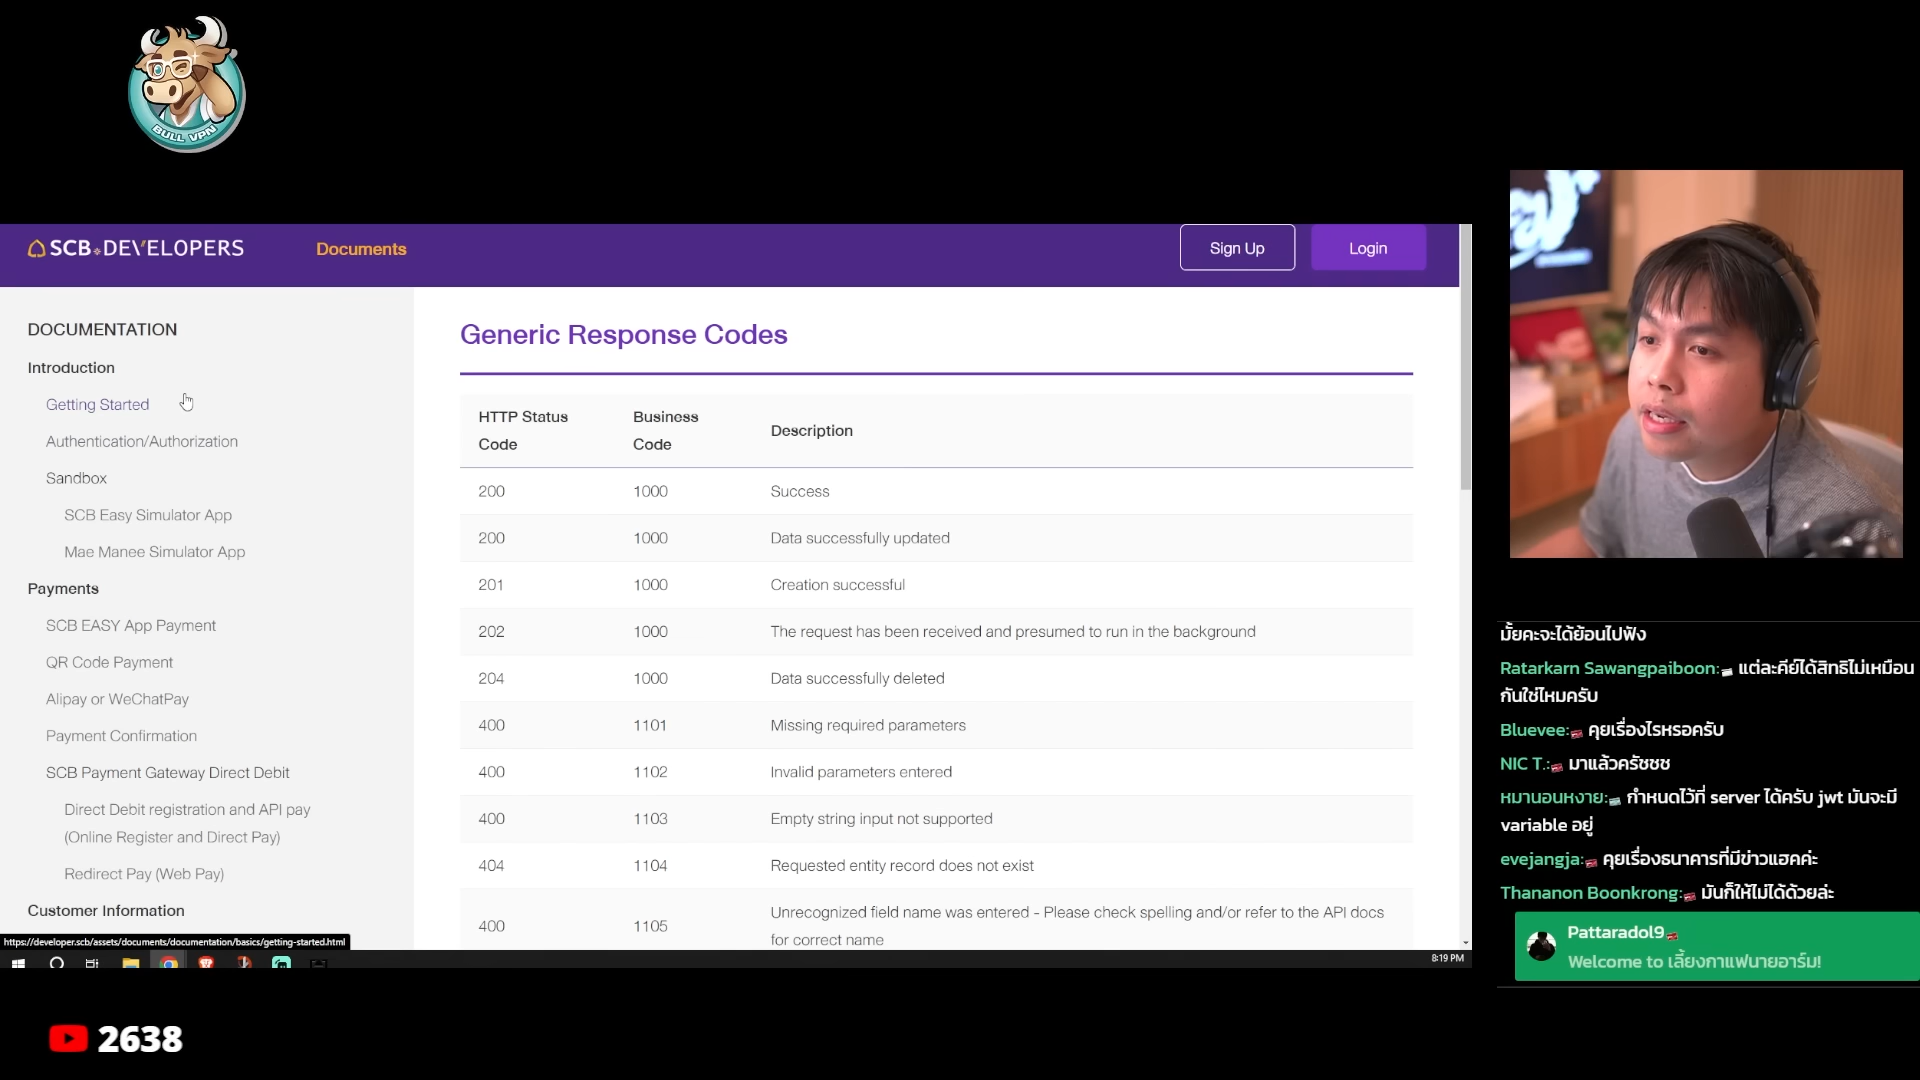 BULL VPN
SCB DEVELOPERS
Documents
Sign Up
Login
DOCUMENTATION
Introduction
Getting Started
Authentication/Authorization
Sandbox
SCB Easy Simulator App
Mae Manee Simulator App
Payments
SCB EASY App Payment
QR Code Payment
Alipay or WeChatPay
Payment Confirmation
SCB Payment Gateway Direct Debit
Direct Debit registration and API pay
(Online Register and Direct Pay)
Redirect Pay (Web Pay)
Customer Information
https://developer.scb/assets/documents/documentation/basics/getting-started.html
Generic Response Codes
HTTP Status Code Business Code Description
200 1000 Success
200 1000 Data successfully updated
201 1000 Creation successful
202 1000 The request has been received and presumed to run in the background
204 1000 Data successfully deleted
400 1101 Missing required parameters
400 1102 Invalid parameters entered
400 1103 Empty string input not supported
404 1104 Requested entity record does not exist
400 1105 Unrecognized field name was entered - Please check spelling and/or refer to the API docs
for correct name
8:19 PM
มั้ยคะจะได้ย้อนไปฟัง
Ratarkarn Sawangpaiboon: แต่ละคีย์ได้สิทธิไม่เหมือน
กันใช่ไหมครับ
Bluevee: คุยเรื่องไรหรอครับ
NIC T.: มาแล้วครัชชช
หมานอนหงาย: กำหนดไว้ที่ server ได้ครับ jwt มันจะมี
variable อยู่
evejangja: คุยเรื่องธนาคารที่มีข่าวแฮคค่ะ
Thananon Boonkrong: มันก็ให้ไม่ได้ด้วยล่ะ
Pattaradol9
Welcome to เลี้ยงกาแฟนายอาร์ม!
2638